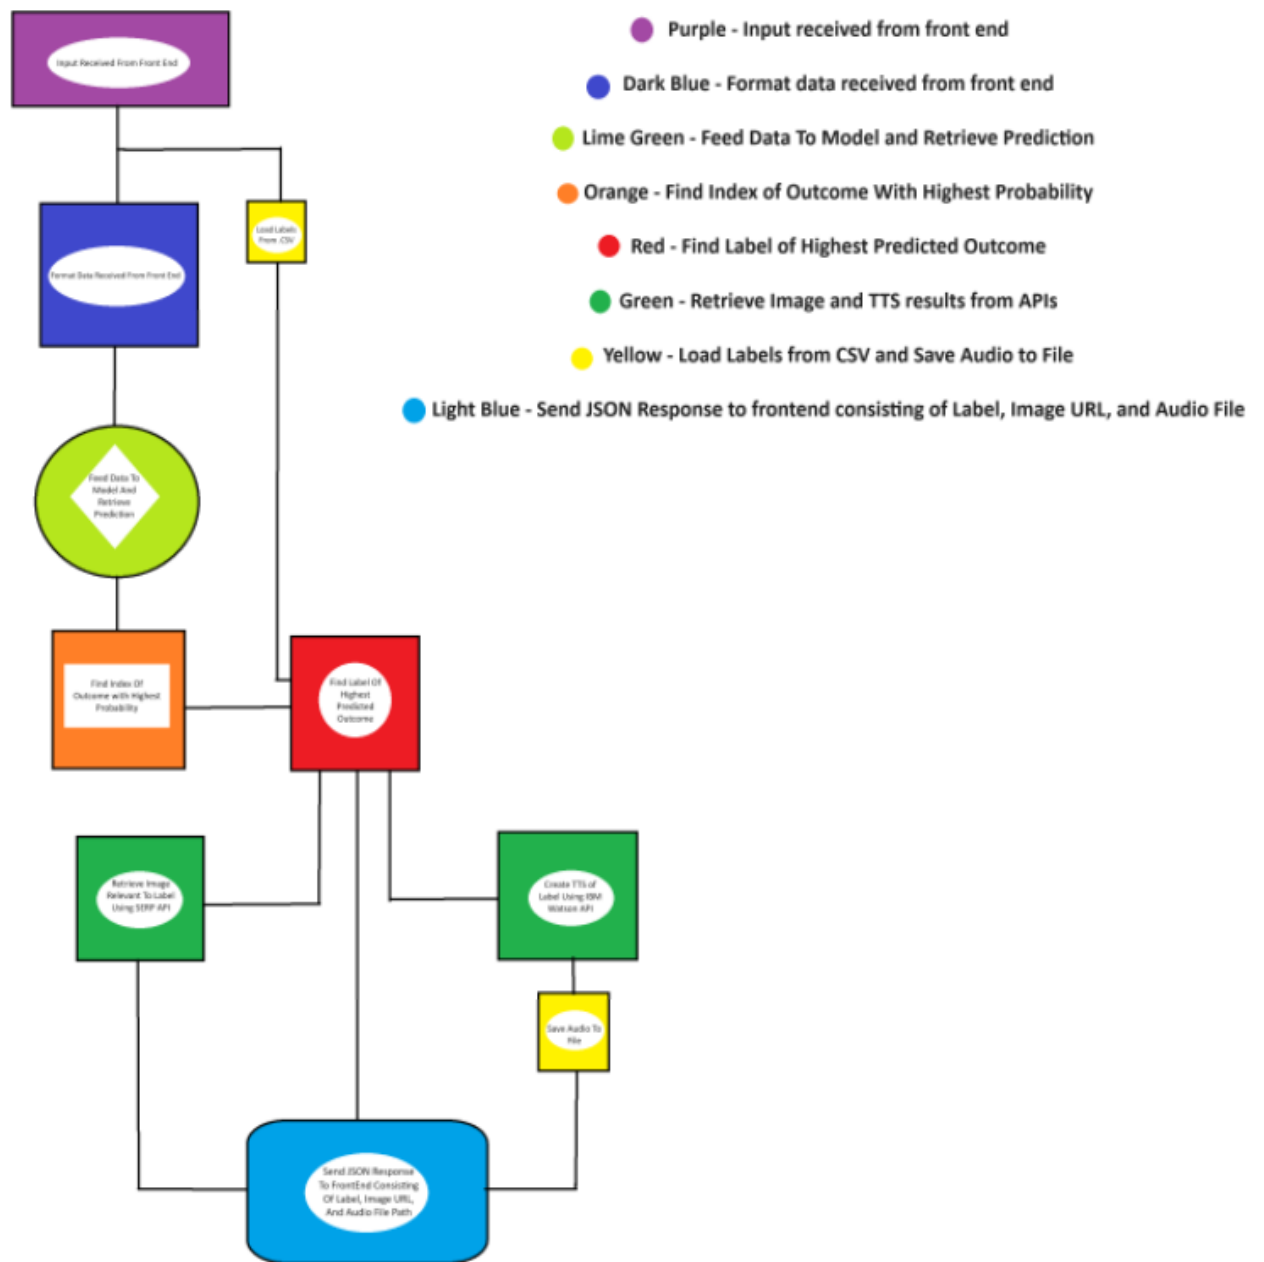 Input Received From Front End
Purple - Input received from front end
Dark Blue - Format data received from front end
Lime Green - Feed Data To Model and Retrieve Prediction
Orange - Find Index of Outcome With Highest Probability
Red - Find Label of Highest Predicted Outcome
Green - Retrieve Image and TTS results from APIs
Yellow - Load Labels from CSV and Save Audio to File
Light Blue - Send JSON Response to frontend consisting of Label, Image URL, and Audio File
Load Labels
From .CSV
Format Data Received From Front End
Feed Data To
Model And
Retrieve
Prediction
Find Index Of
Outcome with Highest
Probability
Find Label Of
Highest
Predicted
Outcome
Retrieve Image
Relevant To Label
Using SERP API
Create TTS of
Label Using IBM
Watson API
Save Audio To
File
Send JSON Response
To FrontEnd Consisting
Of Label, Image URL,
And Audio File Path